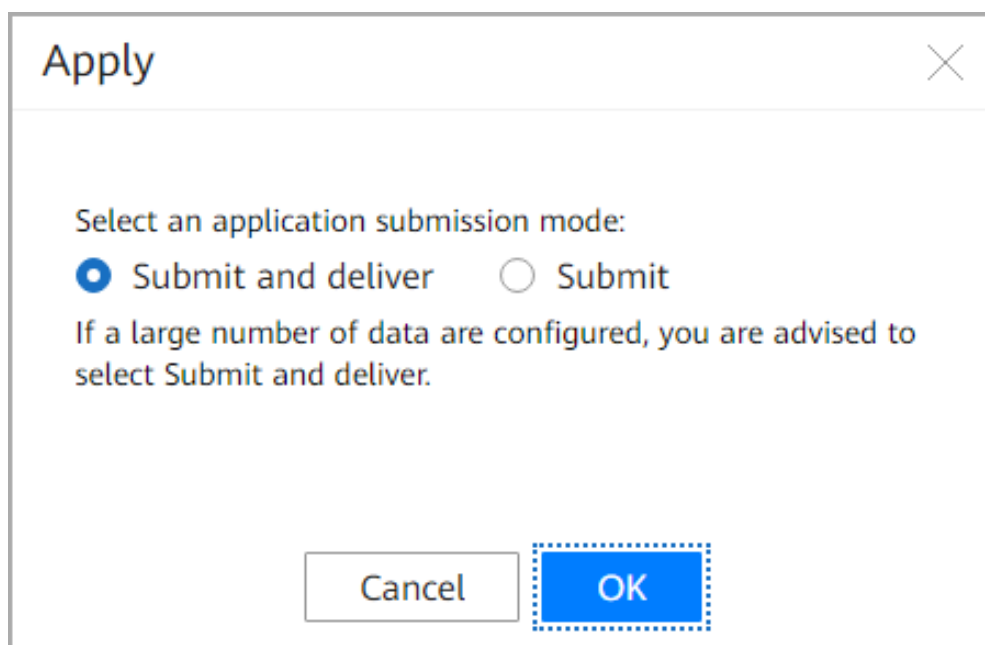 Apply
Select an application submission mode:
Submit and deliver Submit
If a large number of data are configured, you are advised to
select Submit and deliver.
Cancel OK